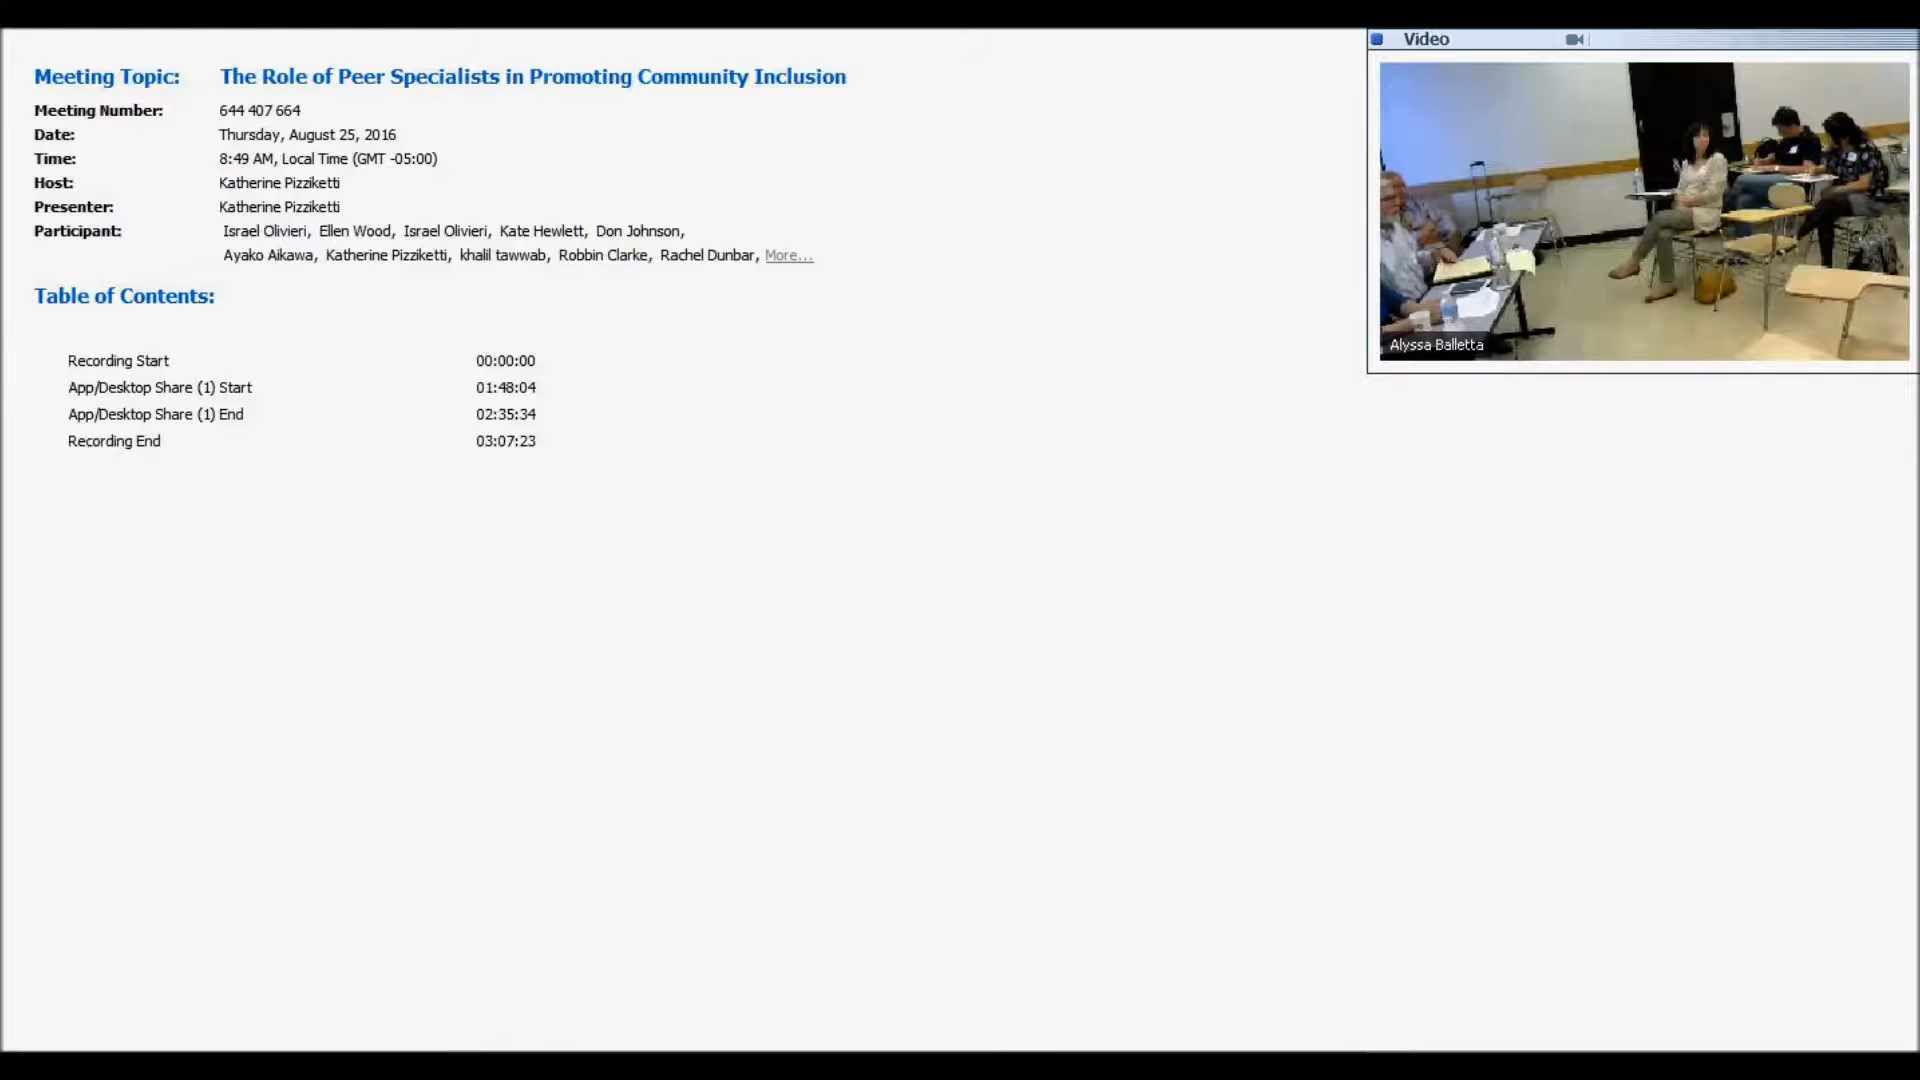 Meeting Topic: The Role of Peer Specialists in Promoting Community Inclusion
Meeting Number: 644 407 664
Date: Thursday, August 25, 2016
Time: 8:49 AM, Local Time (GMT -05:00)
Host: Katherine Pizziketti
Presenter: Katherine Pizziketti
Participant: Israel Olivieri, Ellen Wood, Israel Olivieri, Kate Hewlett, Don Johnson,
Ayako Aikawa, Katherine Pizziketti, khalil tawwab, Robbin Clarke, Rachel Dunbar, More...
Table of Contents:
Recording Start 00:00:00
App/Desktop Share (1) Start 01:48:04
App/Desktop Share (1) End 02:35:34
Recording End 03:07:23
Video
Alyssa Balletta